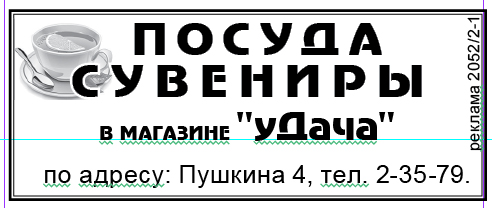 ПОСУДА
СУВЕНИРЫ
В МАГАЗИНЕ "уДача"
по адресу: Пушкина 4, тел. 2-35-79.
реклама 2052/2-1